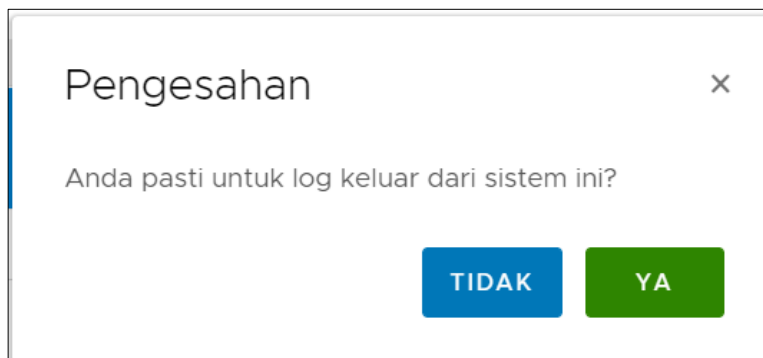 Pengesahan
Anda pasti untuk log keluar dari sistem ini?
TIDAK YA